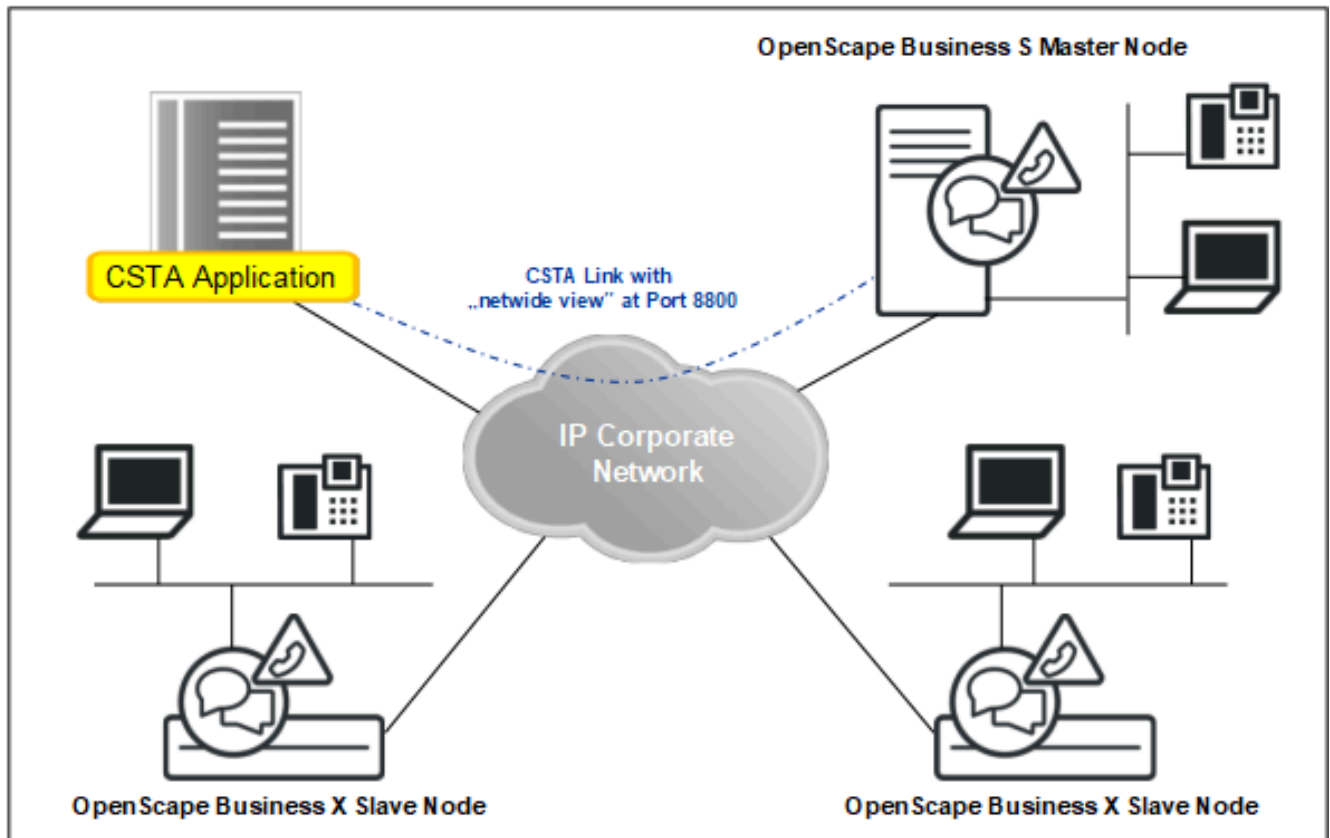 OpenScape Business S Master Node
CSTA Application
CSTA Link with
„netwide view” at Port 8800
IP Corporate
Network
OpenScape Business X Slave Node
OpenScape Business X Slave Node